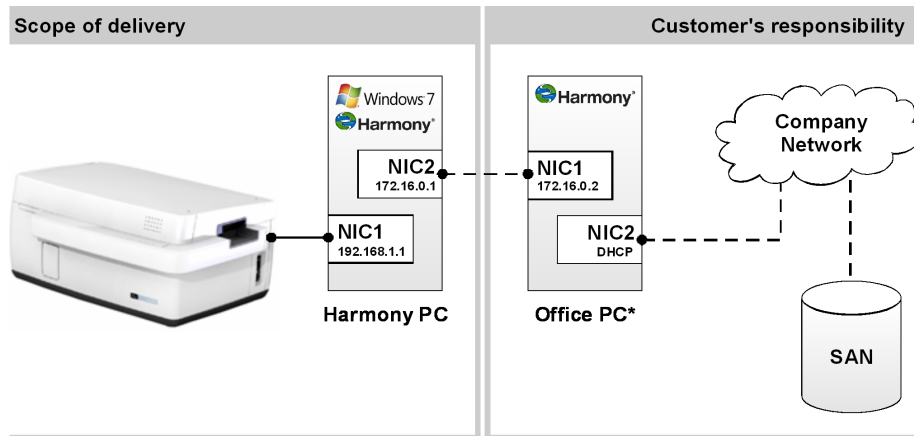 Scope of delivery
Customer's responsibility
Windows 7
Harmony®
NIC2
172.16.0.1
NIC1
192.168.1.1
Harmony PC
Harmony®
NIC1
172.16.0.2
NIC2
DHCP
Office PC*
Company
Network
SAN